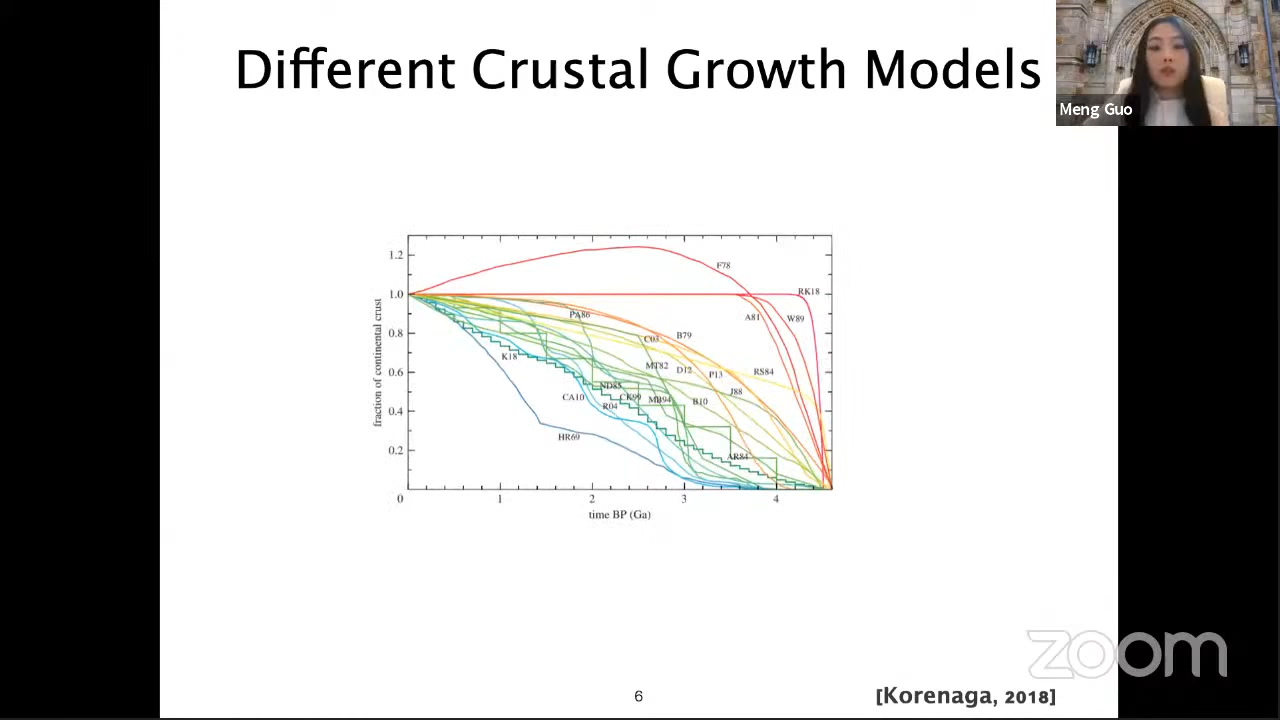 Different Crustal Growth Models
Meng Guo
1.2
1.0
0.8
0.6
0.4
0.2
0
1
2
3
4
fraction of continental crust
time BP (Ga)
F78
RK18
A81
W89
PA86
C03
B79
K18
MT82
D12
P13
RS84
ND85
J88
CA10
R04
CK99
MB94
B10
HR69
AR84
zoom
6
[Korenaga, 2018]